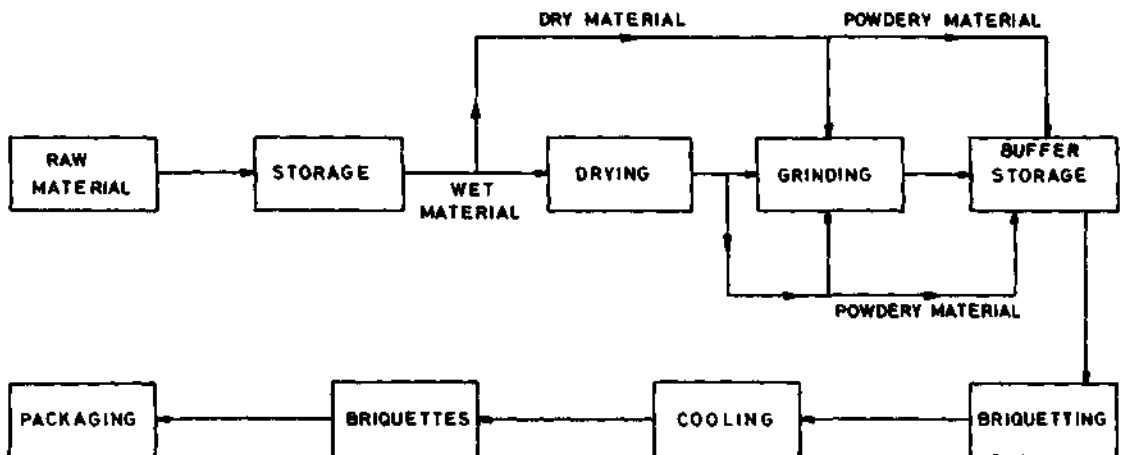 DRY MATERIAL
POWDERY MATERIAL
RAW
MATERIAL
STORAGE
WET
MATERIAL
DRYING
GRINDING
BUFFER
STORAGE
POWDERY MATERIAL
PACKAGING
BRIQUETTES
COOLING
BRIQUETTING